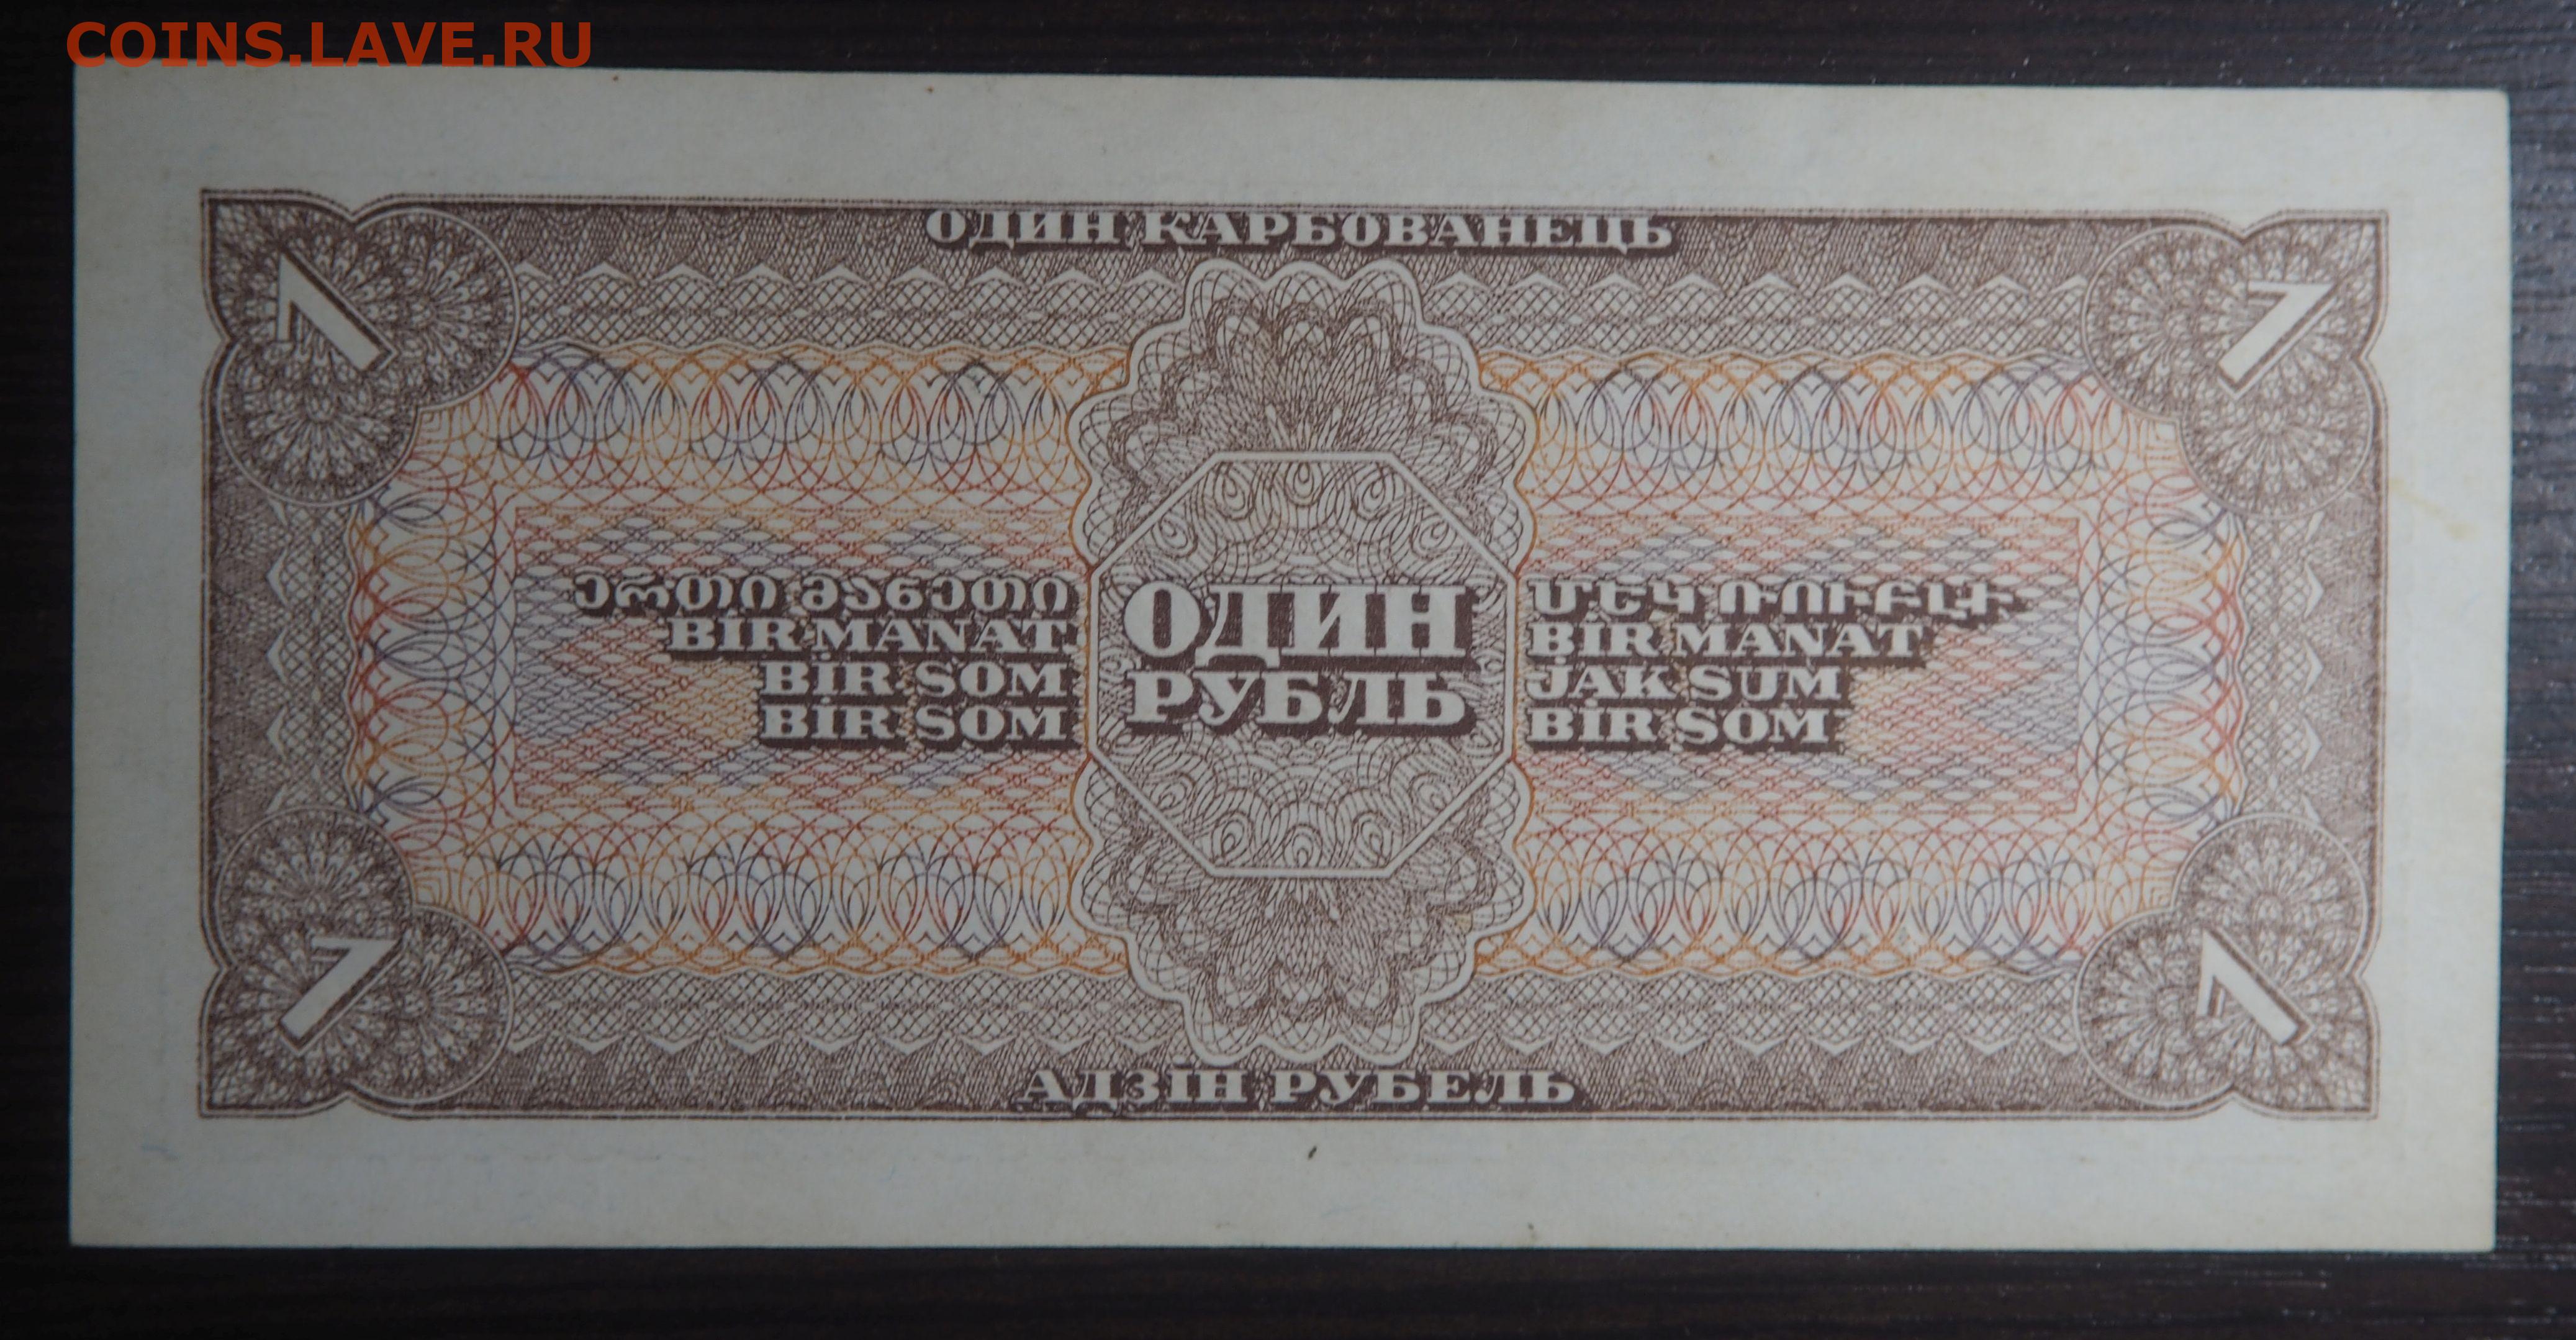 COINS.LAVE.RU
1
1
ОДИН КАРБОВАНЕЦЬ
ᲔᲠᲗᲘ ᲛᲐᲜᲔᲗᲘ
BIR MANAT
BIR SOM
BIR SOM
ОДИН
РУБЛЬ
ՄԵԿ ՌՈՒԲԼԻ
BIR MANAT
JAK SUM
BIR SOM
АДЗІН РУБЕЛЬ
1
1